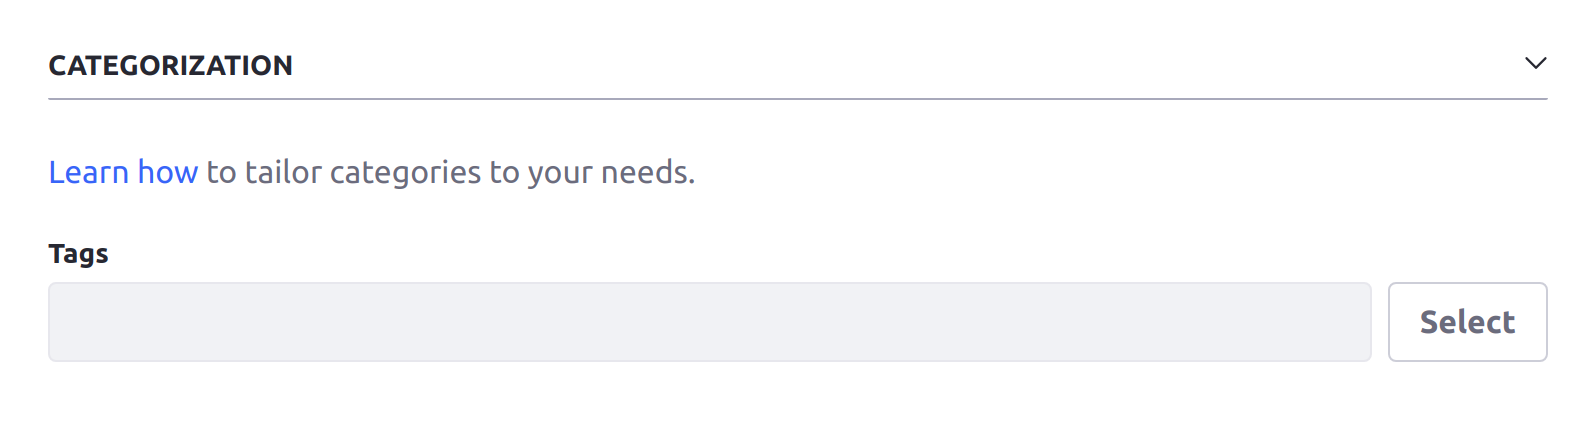 CATEGORIZATION
Learn how to tailor categories to your needs.
Tags
Select